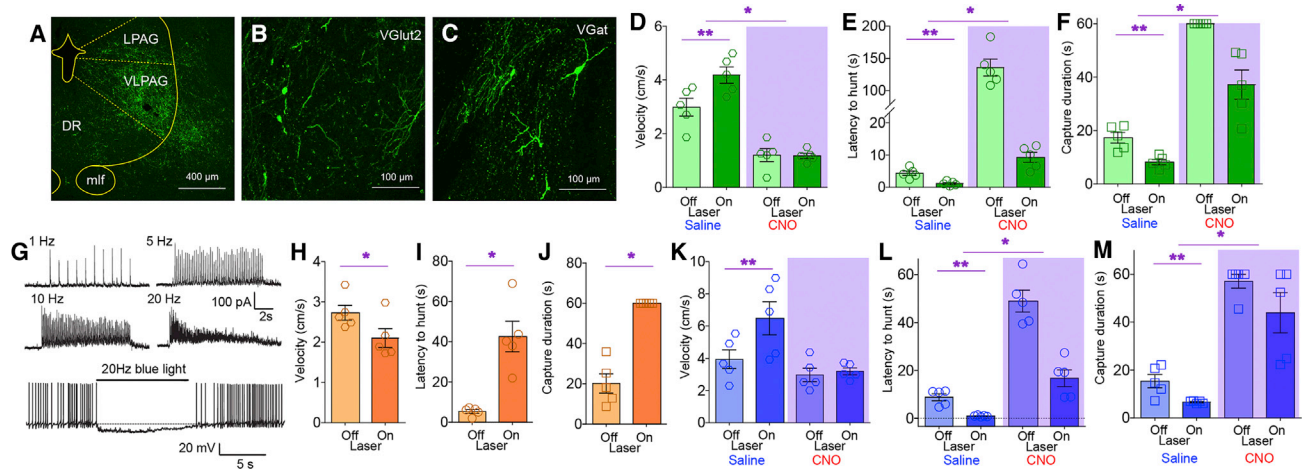 A
LPAG
VLPAG
DR
mlf
400 µm
B
VGlut2
100 µm
C
VGat
100 µm
D
*
**
Velocity (cm/s)
6
4
2
0
Off On Off On
Laser Laser
Saline CNO
E
*
**
Latency to hunt (s)
200
150
100
50
20
10
0
Off On Off On
Laser Laser
Saline CNO
F
*
**
Capture duration (s)
60
40
20
0
Off On Off On
Laser Laser
Saline CNO
G
1 Hz
5 Hz
10 Hz
20 Hz
100 pA
2s
20Hz blue light
20 mV
5 s
H
*
Velocity (cm/s)
4
3
2
1
0
Off On
Laser
I
*
Latency to hunt (s)
80
60
40
20
0
Off On
Laser
J
*
Capture duration (s)
80
60
40
20
0
Off On
Laser
K
**
Velocity (cm/s)
10
8
6
4
2
0
Off On Off On
Laser Laser
Saline CNO
L
*
**
Latency to hunt (s)
60
40
20
0
Off On Off On
Laser Laser
Saline CNO
M
*
**
Capture duration (s)
60
40
20
0
Off On Off On
Laser Laser
Saline CNO